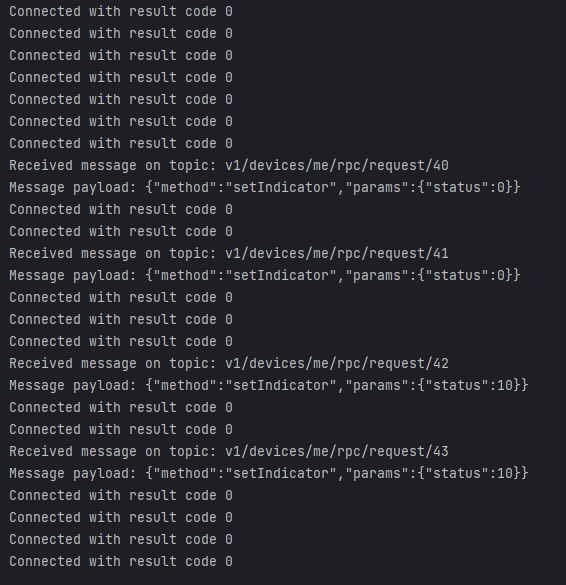 Connected with result code 0
Connected with result code 0
Connected with result code 0
Connected with result code 0
Connected with result code 0
Connected with result code 0
Connected with result code 0
Received message on topic: v1/devices/me/rpc/request/40
Message payload: {"method":"setIndicator","params":{"status":0}}
Connected with result code 0
Connected with result code 0
Received message on topic: v1/devices/me/rpc/request/41
Message payload: {"method":"setIndicator","params":{"status":0}}
Connected with result code 0
Connected with result code 0
Connected with result code 0
Received message on topic: v1/devices/me/rpc/request/42
Message payload: {"method":"setIndicator","params":{"status":10}}
Connected with result code 0
Connected with result code 0
Received message on topic: v1/devices/me/rpc/request/43
Message payload: {"method":"setIndicator","params":{"status":10}}
Connected with result code 0
Connected with result code 0
Connected with result code 0
Connected with result code 0